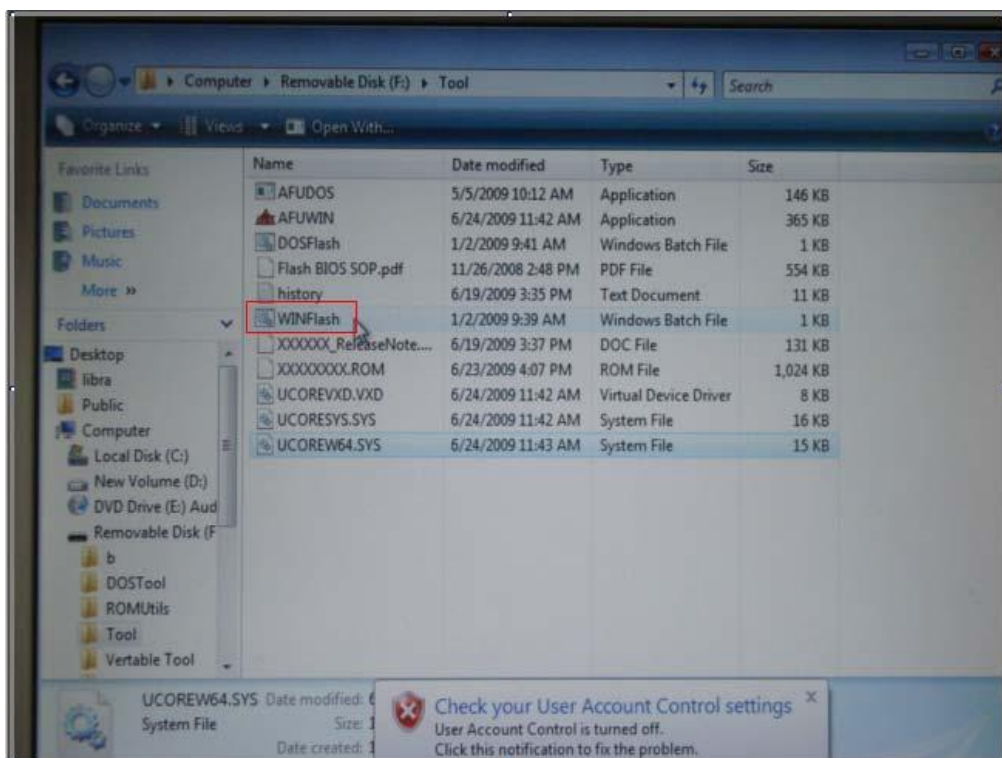 Computer ▸ Removable Disk (F:) ▸ Tool
Search
Organize Views Open With...
Favorite Links
Documents
Pictures
Music
More »
Folders
Desktop
libra
Public
Computer
Local Disk (C:)
New Volume (D:)
DVD Drive (E:) Aud
Removable Disk (F
b
DOSTool
ROMUtils
Tool
Vertable Tool
Name Date modified Type Size
AFUDOS 5/5/2009 10:12 AM Application 146 KB
AFUWIN 6/24/2009 11:42 AM Application 365 KB
DOSFlash 1/2/2009 9:41 AM Windows Batch File 1 KB
Flash BIOS SOP.pdf 11/26/2008 2:48 PM PDF File 554 KB
history 6/19/2009 3:35 PM Text Document 11 KB
WINFlash 1/2/2009 9:39 AM Windows Batch File 1 KB
XXXXXX_ReleaseNote.... 6/19/2009 3:37 PM DOC File 131 KB
XXXXXXXX.ROM 6/23/2009 4:07 PM ROM File 1,024 KB
UCOREVXD.VXD 6/24/2009 11:42 AM Virtual Device Driver 8 KB
UCORESYS.SYS 6/24/2009 11:42 AM System File 16 KB
UCOREW64.SYS 6/24/2009 11:43 AM System File 15 KB
UCOREW64.SYS Date modified: 6
System File Size: 1
Date created: 1
Check your User Account Control settings X
User Account Control is turned off.
Click this notification to fix the problem.